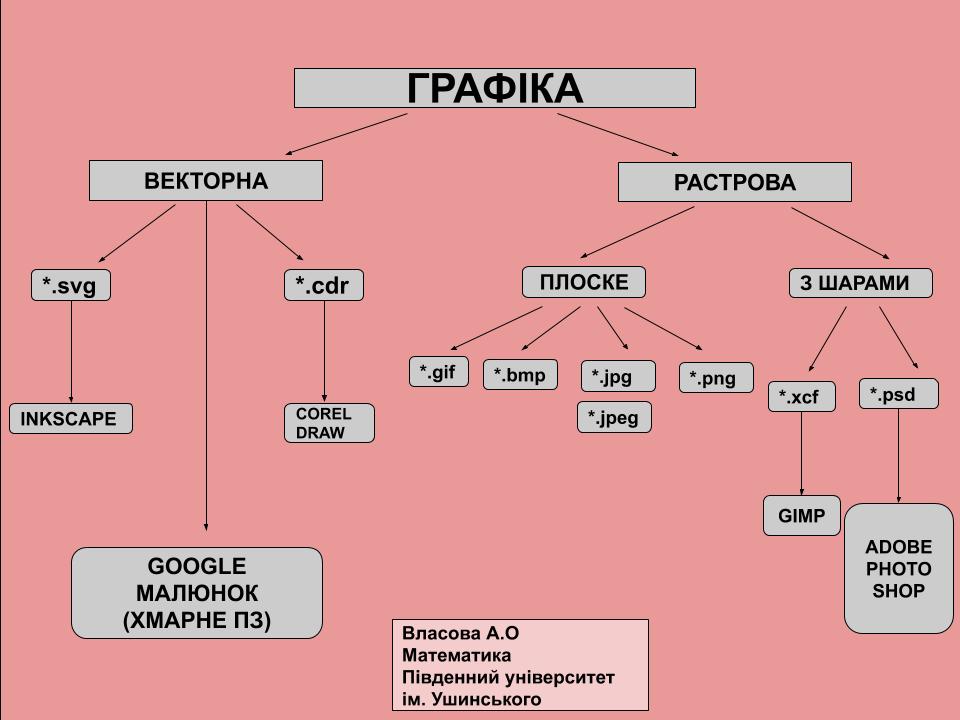 ГРАФІКА
ВЕКТОРНА
РАСТРОВА
*.svg
*.cdr
ПЛОСКЕ
З ШАРАМИ
*.gif
*.bmp
*.jpg
*.png
*.xcf
*.psd
*.jpeg
INKSCAPE
COREL
DRAW
GIMP
ADOBE
PHOTO
SHOP
GOOGLE
МАЛЮНОК
(ХМАРНЕ ПЗ)
Власова А.О
Математика
Південний університет
ім. Ушинського